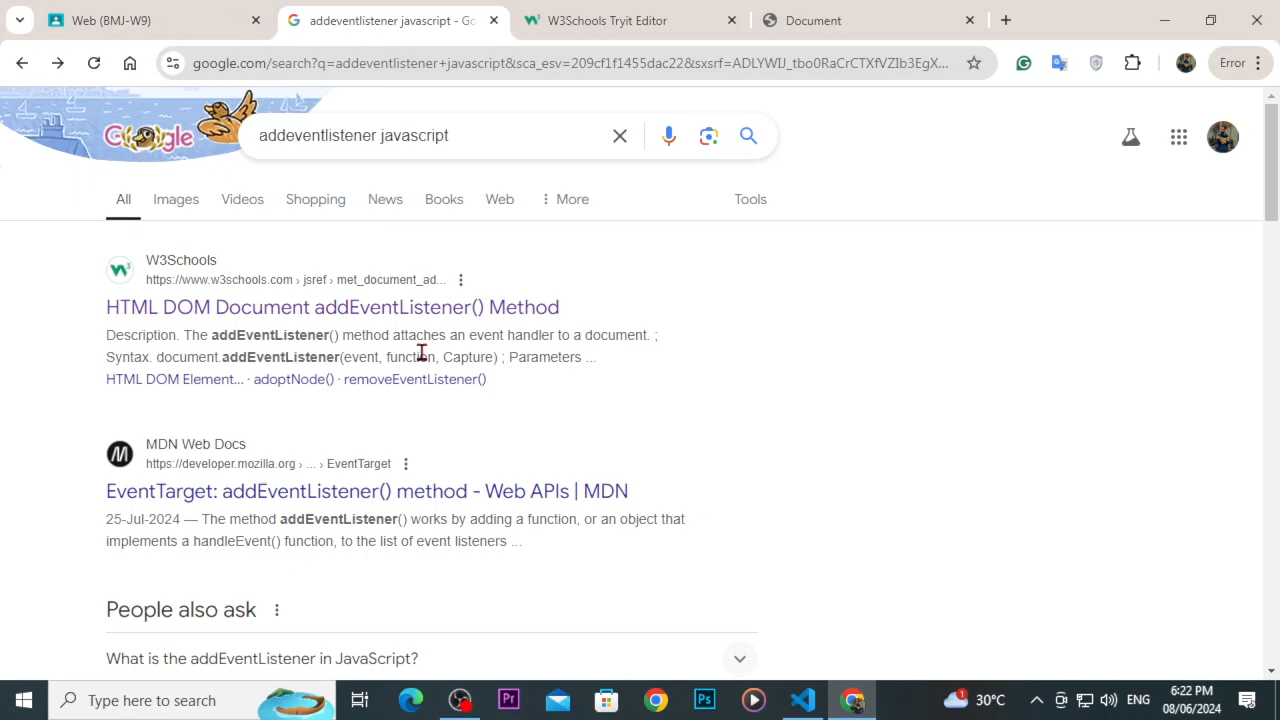 Web (BMJ-W9)
addeventlistener javascript - Go
W3Schools Tryit Editor
Document
google.com/search?q=addeventlistener+javascript&sca_esv=209cf1f1455dac22&sxsrf=ADLYWIJ_tbo0RaCrCTXfVZIb3EgX...
Error
Google
addeventlistener javascript
All Images Videos Shopping News Books Web More Tools
W3Schools
https://www.w3schools.com › jsref › met_document_ad...
HTML DOM Document addEventListener() Method
Description. The addEventListener() method attaches an event handler to a document. ;
Syntax. document.addEventListener(event, function, Capture) ; Parameters ...
HTML DOM Element... · adoptNode() · removeEventListener()
MDN Web Docs
https://developer.mozilla.org › ... › EventTarget
EventTarget: addEventListener() method - Web APIs | MDN
25-Jul-2024 — The method addEventListener() works by adding a function, or an object that
implements a handleEvent() function, to the list of event listeners ...
People also ask
What is the addEventListener in JavaScript?
Type here to search
Pr
Ps
1
30°C
ENG
6:22 PM
08/06/2024